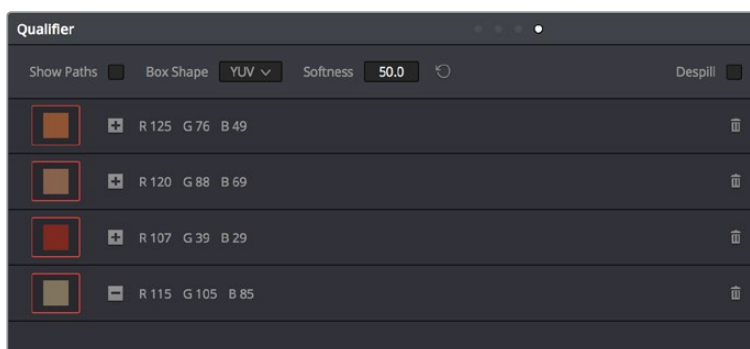 Qualifier
Show Paths Box Shape YUV Softness 50.0 Despill
R 125 G 76 B 49
R 120 G 88 B 69
R 107 G 39 B 29
R 115 G 105 B 85